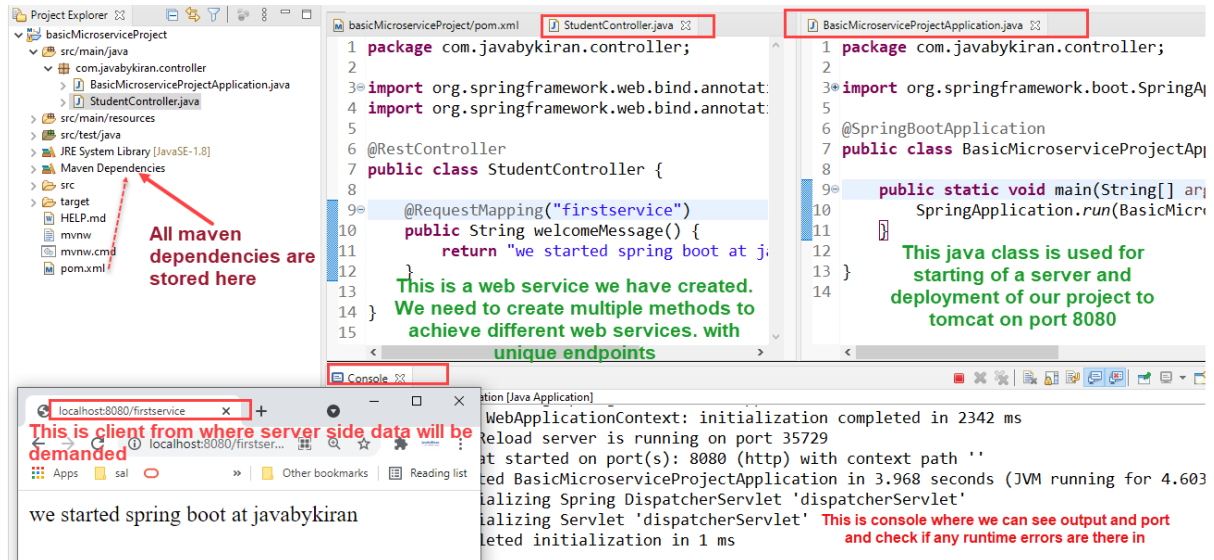 Project Explorer
basicMicroserviceProject
src/main/java
com.javabykiran.controller
BasicMicroserviceProjectApplication.java
StudentController.java
src/main/resources
src/test/java
JRE System Library [JavaSE-1.8]
Maven Dependencies
src
target
HELP.md
mvnw
mvnw.cmd
pom.xml
All maven
dependencies are
stored here
basicMicroserviceProject/pom.xml
StudentController.java
1 package com.javabykiran.controller;
2
3 import org.springframework.web.bind.annotat
4 import org.springframework.web.bind.annotat
5
6 @RestController
7 public class StudentController {
8
9 @RequestMapping("firstservice")
10 public String welcomeMessage() {
11 return "we started spring boot at j
12 }
13
14 }
15
This is a web service we have created.
We need to create multiple methods to
achieve different web services. with
unique endpoints
BasicMicroserviceProjectApplication.java
1 package com.javabykiran.controller;
2
3 import org.springframework.boot.SpringAp
5
6 @SpringBootApplication
7 public class BasicMicroserviceProjectApp
8
9 public static void main(String[] arg
10 SpringApplication.run(BasicMicro
11 }
12
13 }
14
This java class is used for
starting of a server and
deployment of our project to
tomcat on port 8080
Console
ation [Java Application]
WebApplicationContext: initialization completed in 2342 ms
Reload server is running on port 35729
at started on port(s): 8080 (http) with context path ''
ted BasicMicroserviceProjectApplication in 3.968 seconds (JVM running for 4.603
ializing Spring DispatcherServlet 'dispatcherServlet'
ializing Servlet 'dispatcherServlet'
leted initialization in 1 ms
This is console where we can see output and port
and check if any runtime errors are there in
localhost:8080/firstservice
This is client from where server side data will be
demanded
localhost:8080/firstser...
Apps sal » Other bookmarks Reading list
we started spring boot at javabykiran